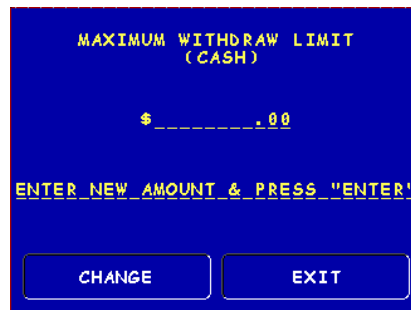 MAXIMUM WITHDRAW LIMIT
(CASH)
$________.00
ENTER NEW AMOUNT & PRESS "ENTER"
CHANGE
EXIT